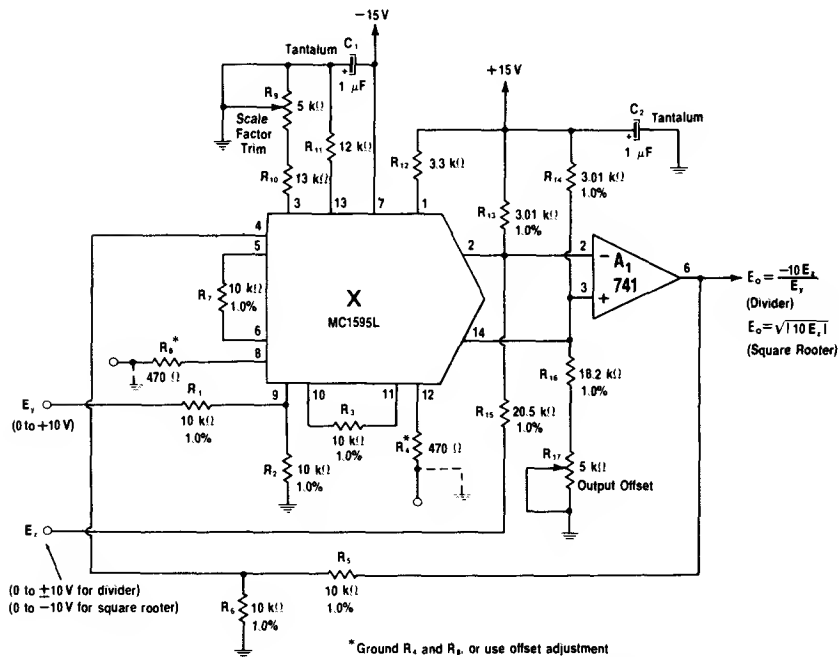 −15 V
Tantalum
C₁
1 μF
+
+15 V
C₂
Tantalum
+
1 μF
R₉
5 kΩ
Scale
Factor
Trim
R₁₁
12 kΩ
R₁₀
13 kΩ
R₁₂
3.3 kΩ
R₁₃
3.01 kΩ
1.0%
R₁₄
3.01 kΩ
1.0%
3
13
7
1
4
5
6
8
R₇
10 kΩ
1.0%
X
MC1595L
2
14
2
−
A₁
741
3
+
6
E₀ = −10 E_z / E_y
(Divider)
E₀ = √|10 E_z|
(Square Rooter)
R₈*
470 Ω
9
10
11
12
R₁
10 kΩ
1.0%
E_y
(0 to +10 V)
R₃
10 kΩ
1.0%
R₂
10 kΩ
1.0%
R₄*
470 Ω
R₁₅
20.5 kΩ
1.0%
R₁₆
18.2 kΩ
1.0%
R₁₇
5 kΩ
Output Offset
E_z
(0 to ±10 V for divider)
(0 to −10 V for square rooter)
R₅
10 kΩ
1.0%
R₆
10 kΩ
1.0%
*Ground R₄ and R₈, or use offset adjustment